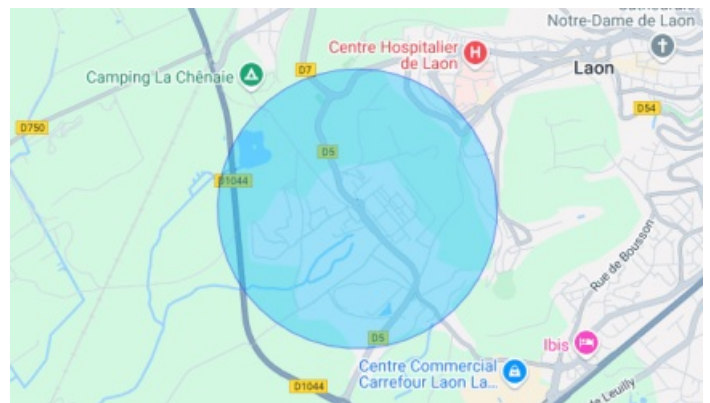 Cathédrale
Notre-Dame de Laon
Centre Hospitalier
de Laon
H
Laon
D7
Camping La Chênaie
D54
D750
D5
D1044
Rue de Bousson
D5
Ibis
Centre Commercial
Carrefour Laon La...
D1044
de Leuilly